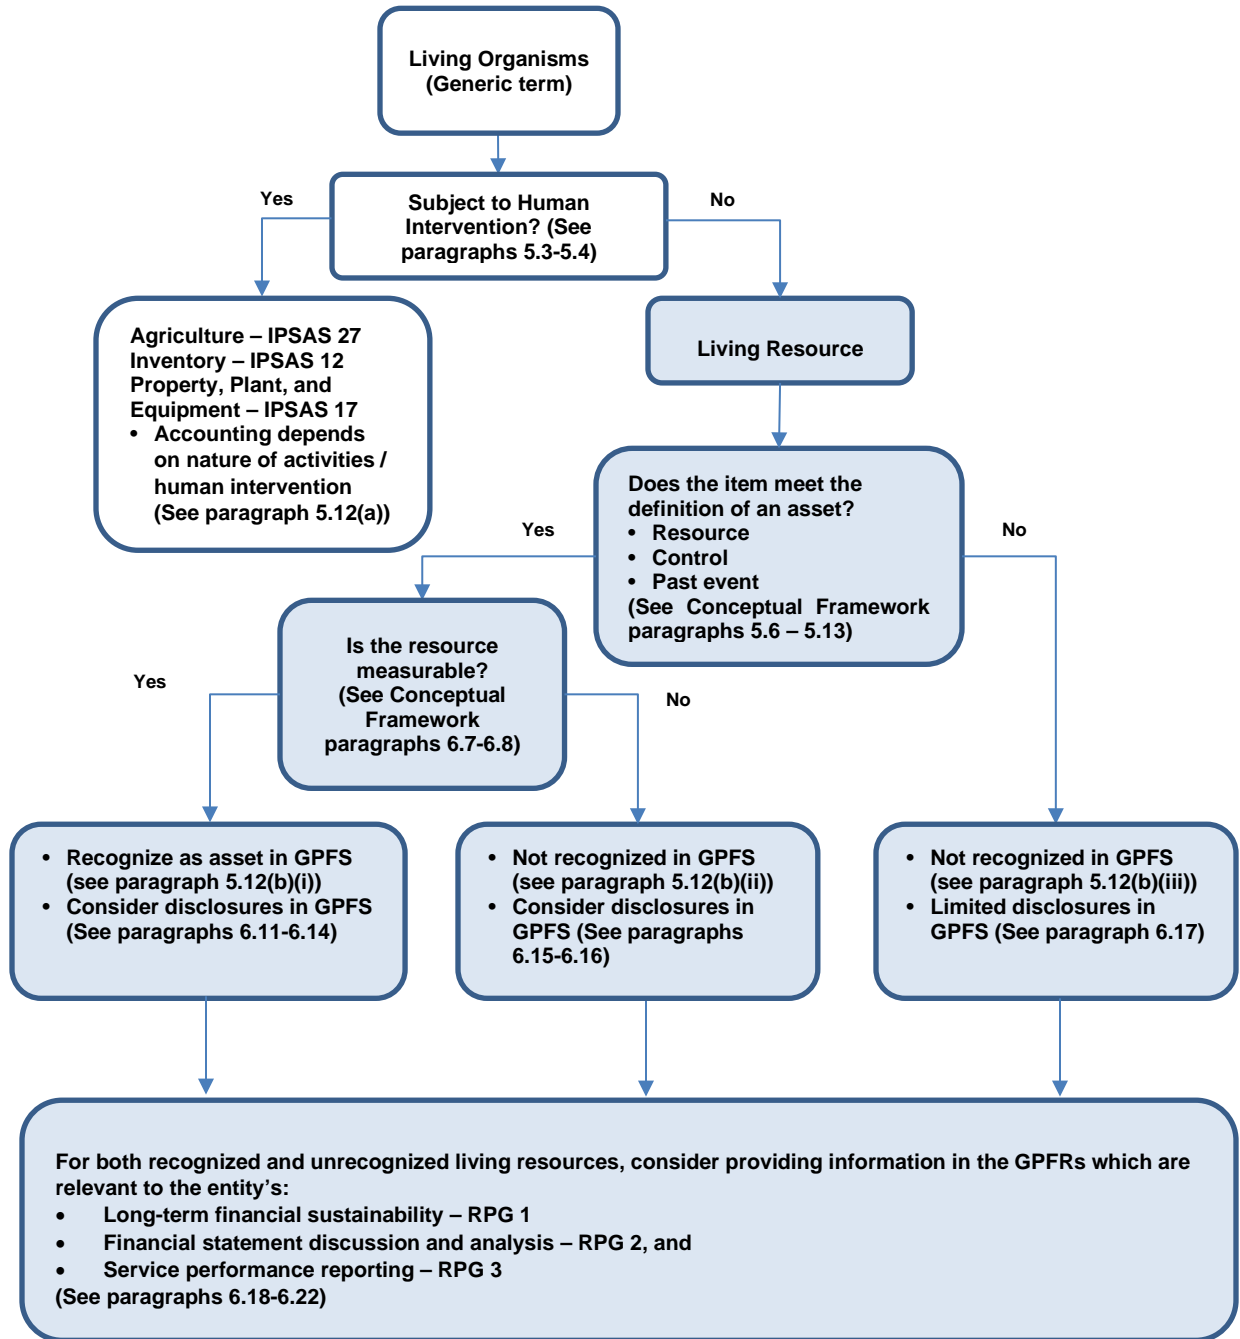 Living Organisms
(Generic term)
Yes
Subject to Human
Intervention? (See
paragraphs 5.3-5.4)
No
Agriculture – IPSAS 27
Inventory – IPSAS 12
Property, Plant, and
Equipment – IPSAS 17
• Accounting depends
on nature of activities /
human intervention
(See paragraph 5.12(a))
Living Resource
Does the item meet the
definition of an asset?
• Resource
• Control
• Past event
(See Conceptual Framework
paragraphs 5.6 – 5.13)
Yes
No
Is the resource
measurable?
(See Conceptual
Framework
paragraphs 6.7-6.8)
Yes
No
• Recognize as asset in GPFS
(see paragraph 5.12(b)(i))
• Consider disclosures in GPFS
(See paragraphs 6.11-6.14)
• Not recognized in GPFS
(see paragraph 5.12(b)(ii))
• Consider disclosures in
GPFS (See paragraphs
6.15-6.16)
• Not recognized in GPFS
(see paragraph 5.12(b)(iii))
• Limited disclosures in
GPFS (See paragraph 6.17)
For both recognized and unrecognized living resources, consider providing information in the GPFRs which are
relevant to the entity’s:
• Long-term financial sustainability – RPG 1
• Financial statement discussion and analysis – RPG 2, and
• Service performance reporting – RPG 3
(See paragraphs 6.18-6.22)